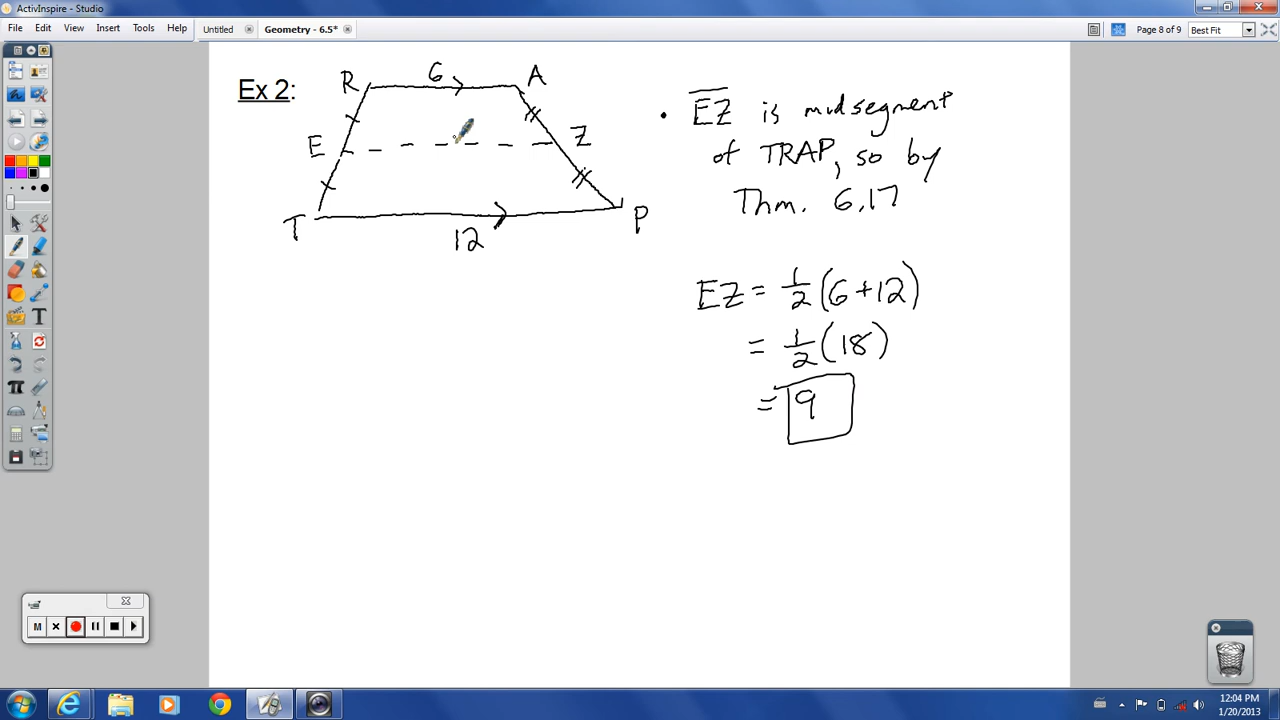 ActivInspire - Studio
File Edit View Insert Tools Help
Untitled
Geometry - 6.5*
Page 8 of 9
Best Fit
Ex 2:
R 6 A
E Z
T 12 P
• EZ is midsegment
of TRAP, so by
Thm. 6.17
EZ = 1/2 (6+12)
= 1/2 (18)
= 9
M
12:04 PM
1/20/2013